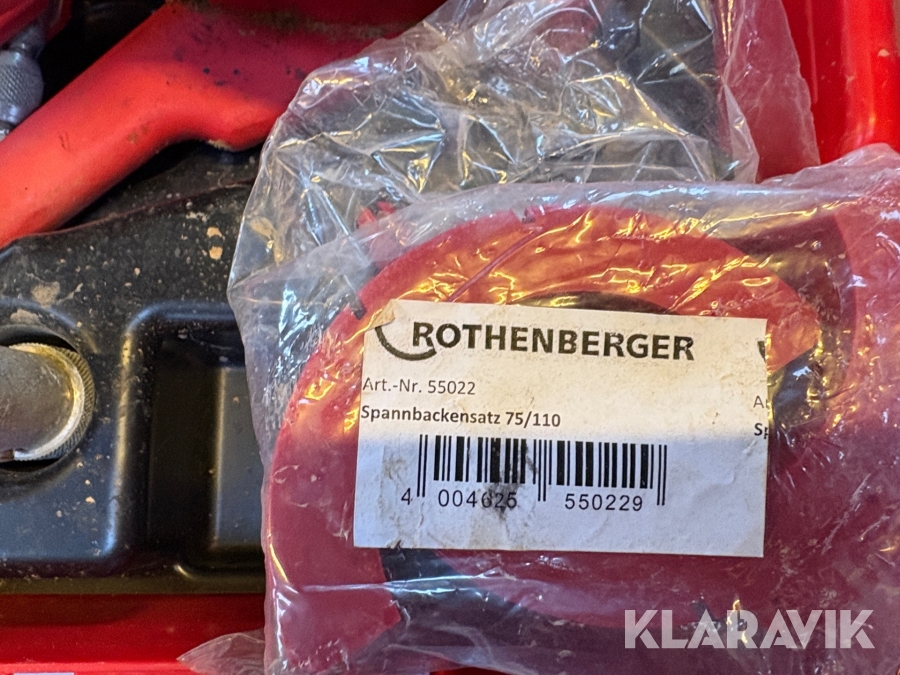 ROTHENBERGER
Art.-Nr. 55022
Spannbackensatz 75/110
4 004625 550229
KLARAVIK